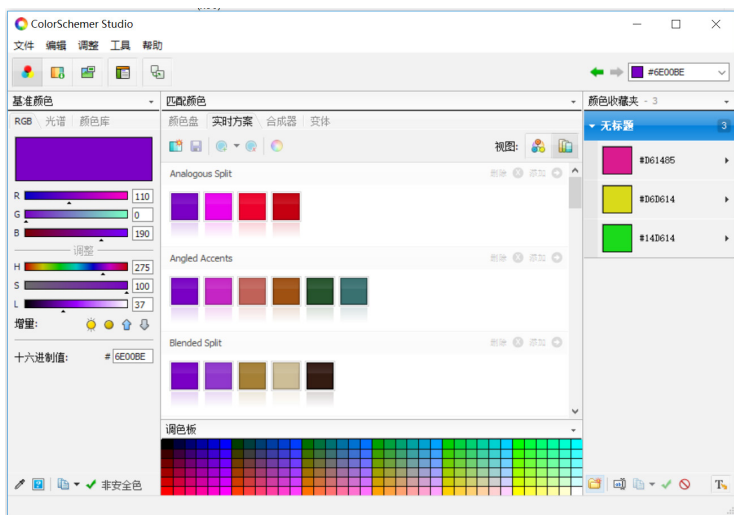 ColorSchemer Studio
文件 编辑 调整 工具 帮助
#6E00BE
基准颜色
RGB 光谱 颜色库
R 110
G 0
B 190
调整
H 275
S 100
L 37
增量:
十六进制值: # 6E00BE
非安全色
匹配颜色
颜色盘 实时方案 合成器 变体
视图:
Analogous Split 删除 添加
Angled Accents 删除 添加
Blended Split 删除 添加
调色板
颜色收藏夹 - 3
无标题 3
#D61485
#D6D614
#14D614